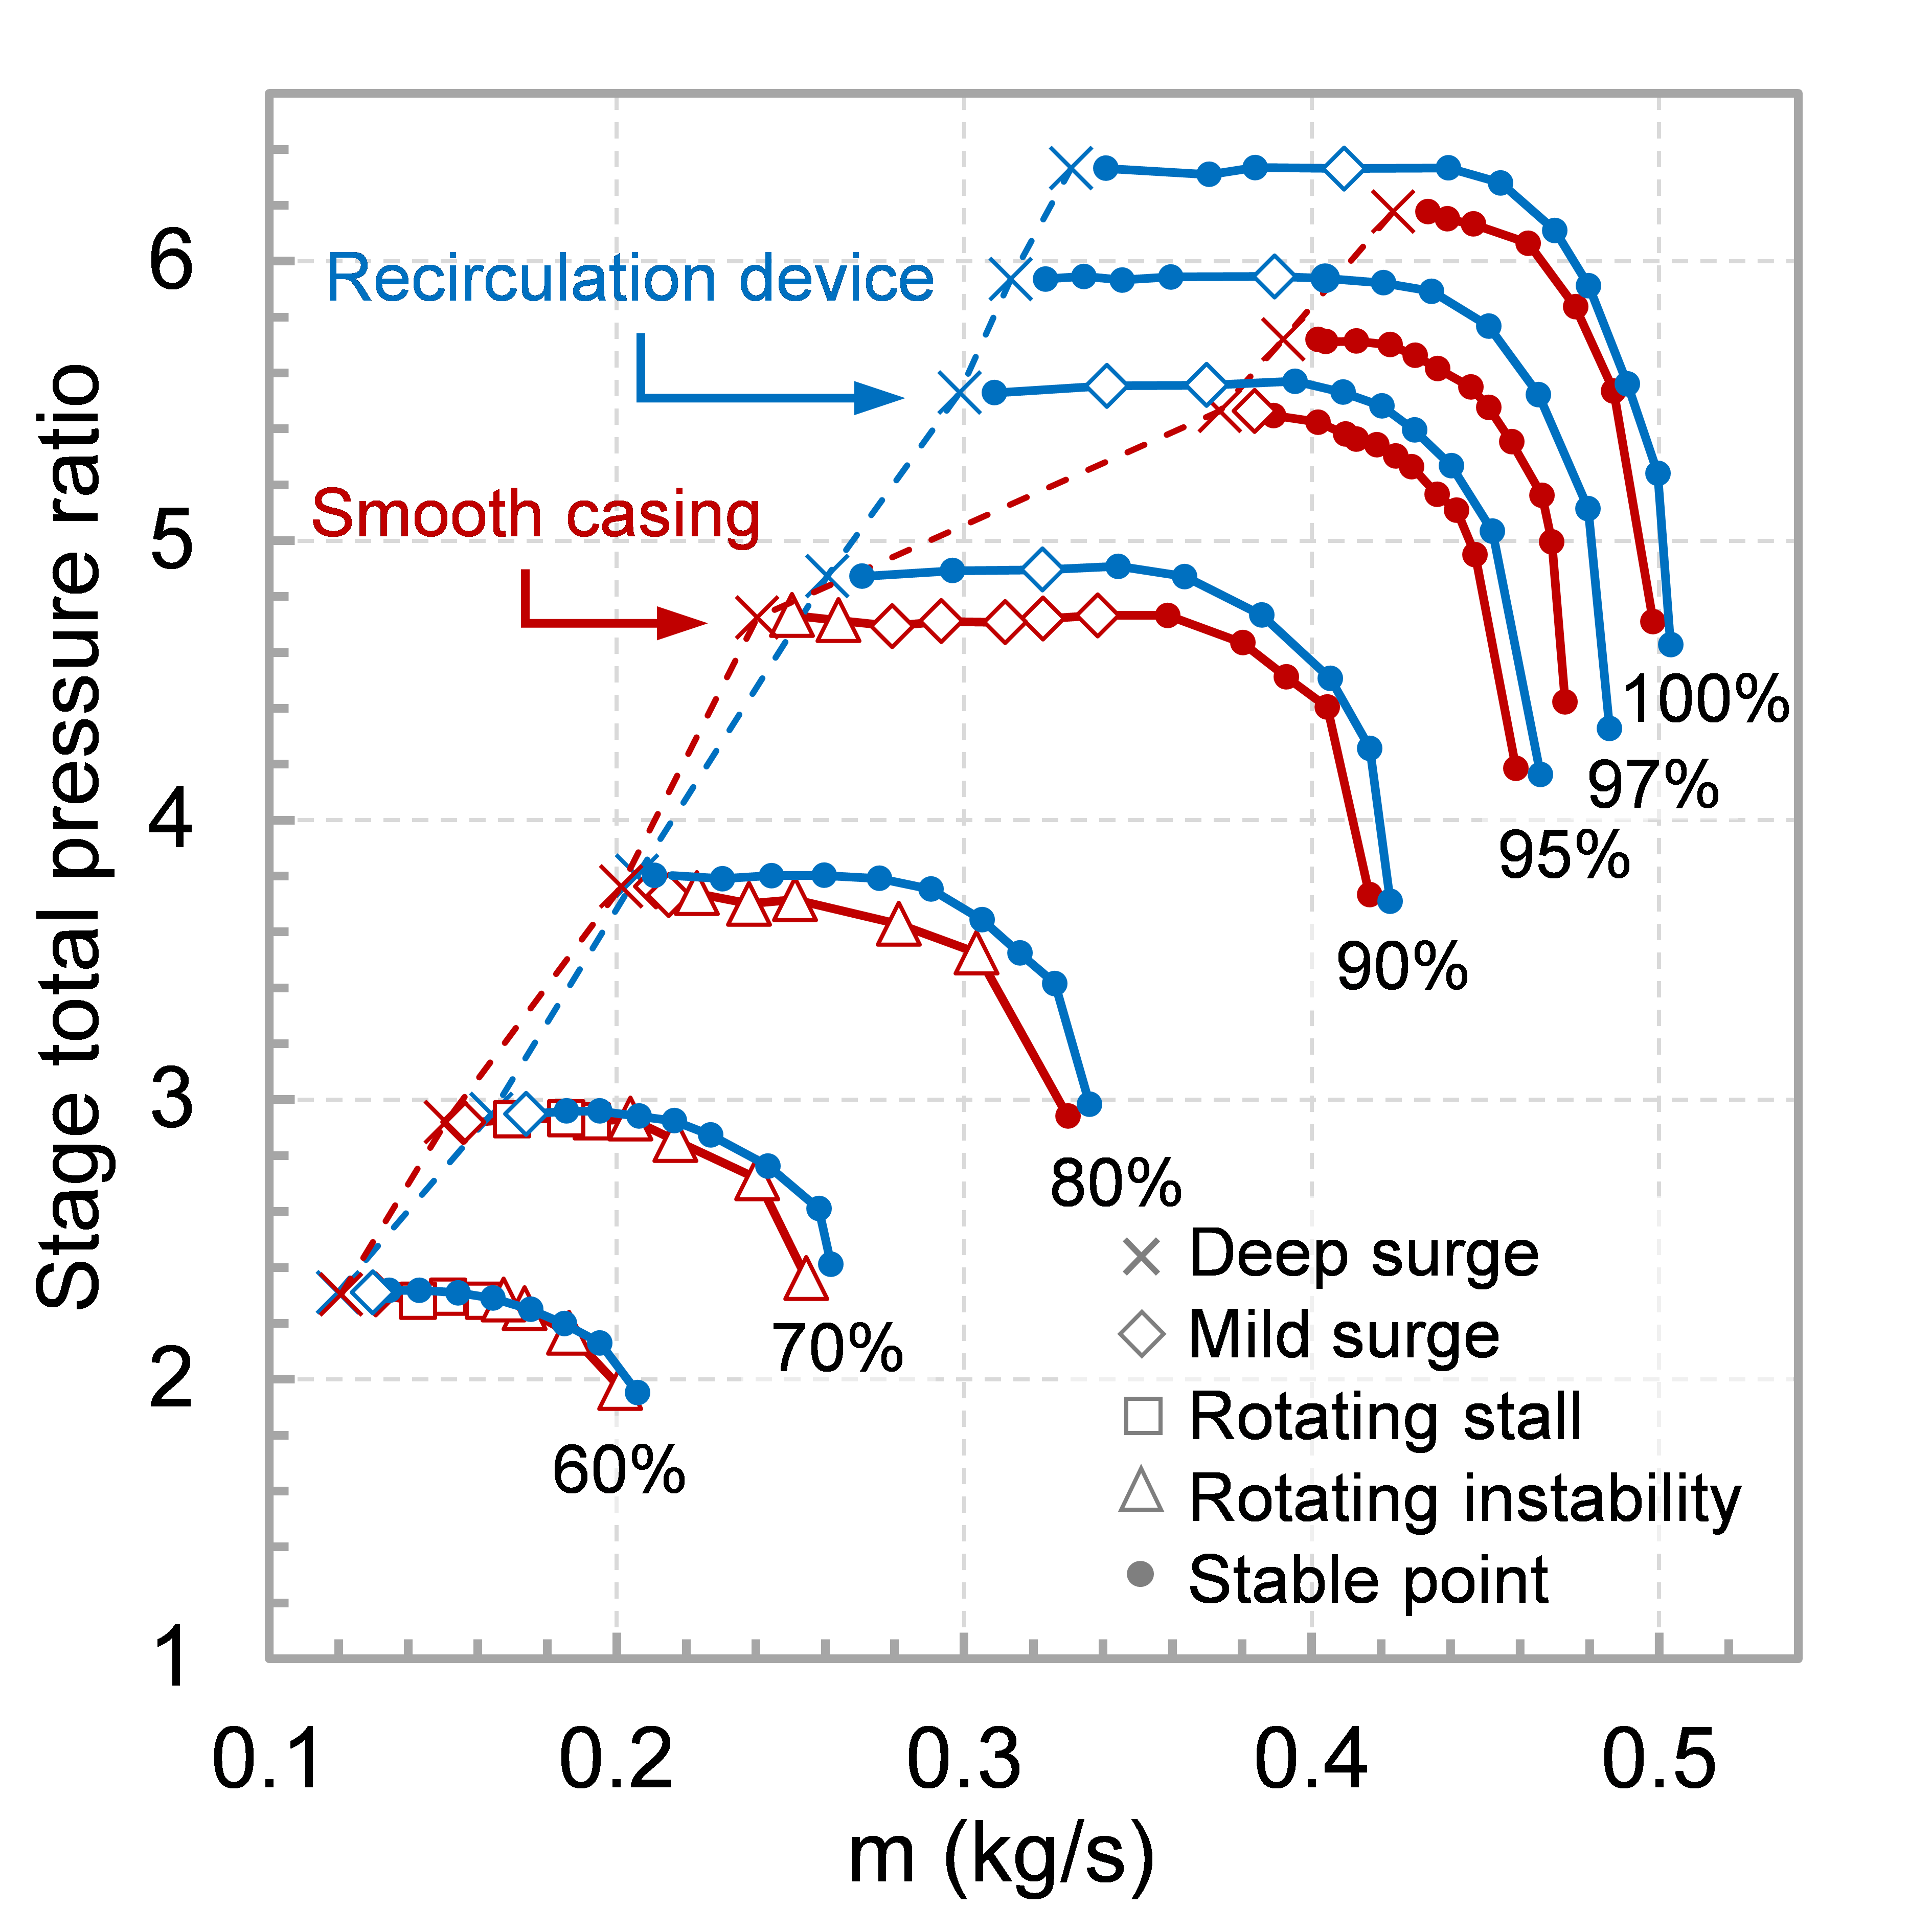 Stage total pressure ratio
6
5
4
3
2
1
Recirculation device
Smooth casing
100%
97%
95%
90%
80%
70%
60%
Deep surge
Mild surge
Rotating stall
Rotating instability
Stable point
0.1 0.2 0.3 0.4 0.5
m (kg/s)